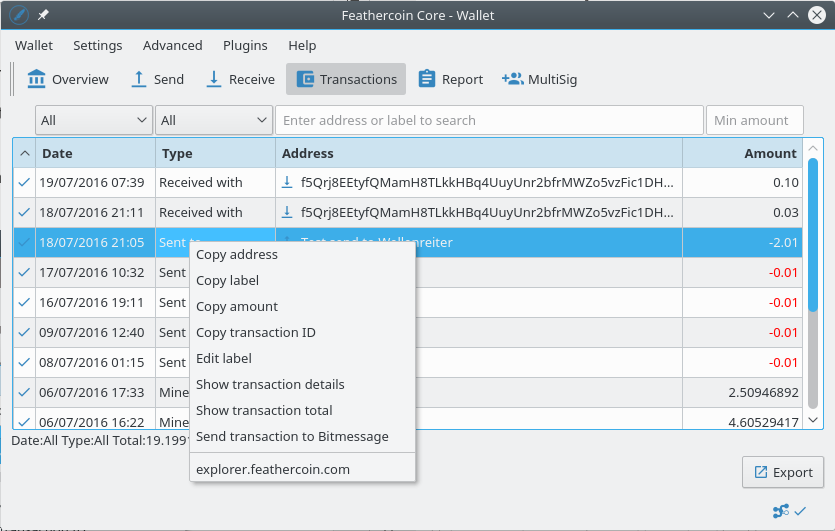 Feathercoin Core - Wallet
Wallet Settings Advanced Plugins Help
Overview Send Receive Transactions Report MultiSig
All All Enter address or label to search Min amount
Date Type Address Amount
19/07/2016 07:39 Received with f5Qrj8EEtyfQMamH8TLkkHBq4UuyUnr2bfrMWZo5vzFic1DH... 0.10
18/07/2016 21:11 Received with f5Qrj8EEtyfQMamH8TLkkHBq4UuyUnr2bfrMWZo5vzFic1DH... 0.03
18/07/2016 21:05 Sent to Test send to Wellenreiter -2.01
17/07/2016 10:32 Sent -0.01
16/07/2016 19:11 Sent -0.01
09/07/2016 12:40 Sent -0.01
08/07/2016 01:15 Sent -0.01
06/07/2016 17:33 Mine 2.50946892
06/07/2016 16:22 Mine 4.60529417
Copy address
Copy label
Copy amount
Copy transaction ID
Edit label
Show transaction details
Show transaction total
Send transaction to Bitmessage
explorer.feathercoin.com
Date:All Type:All Total:19.1991
Export